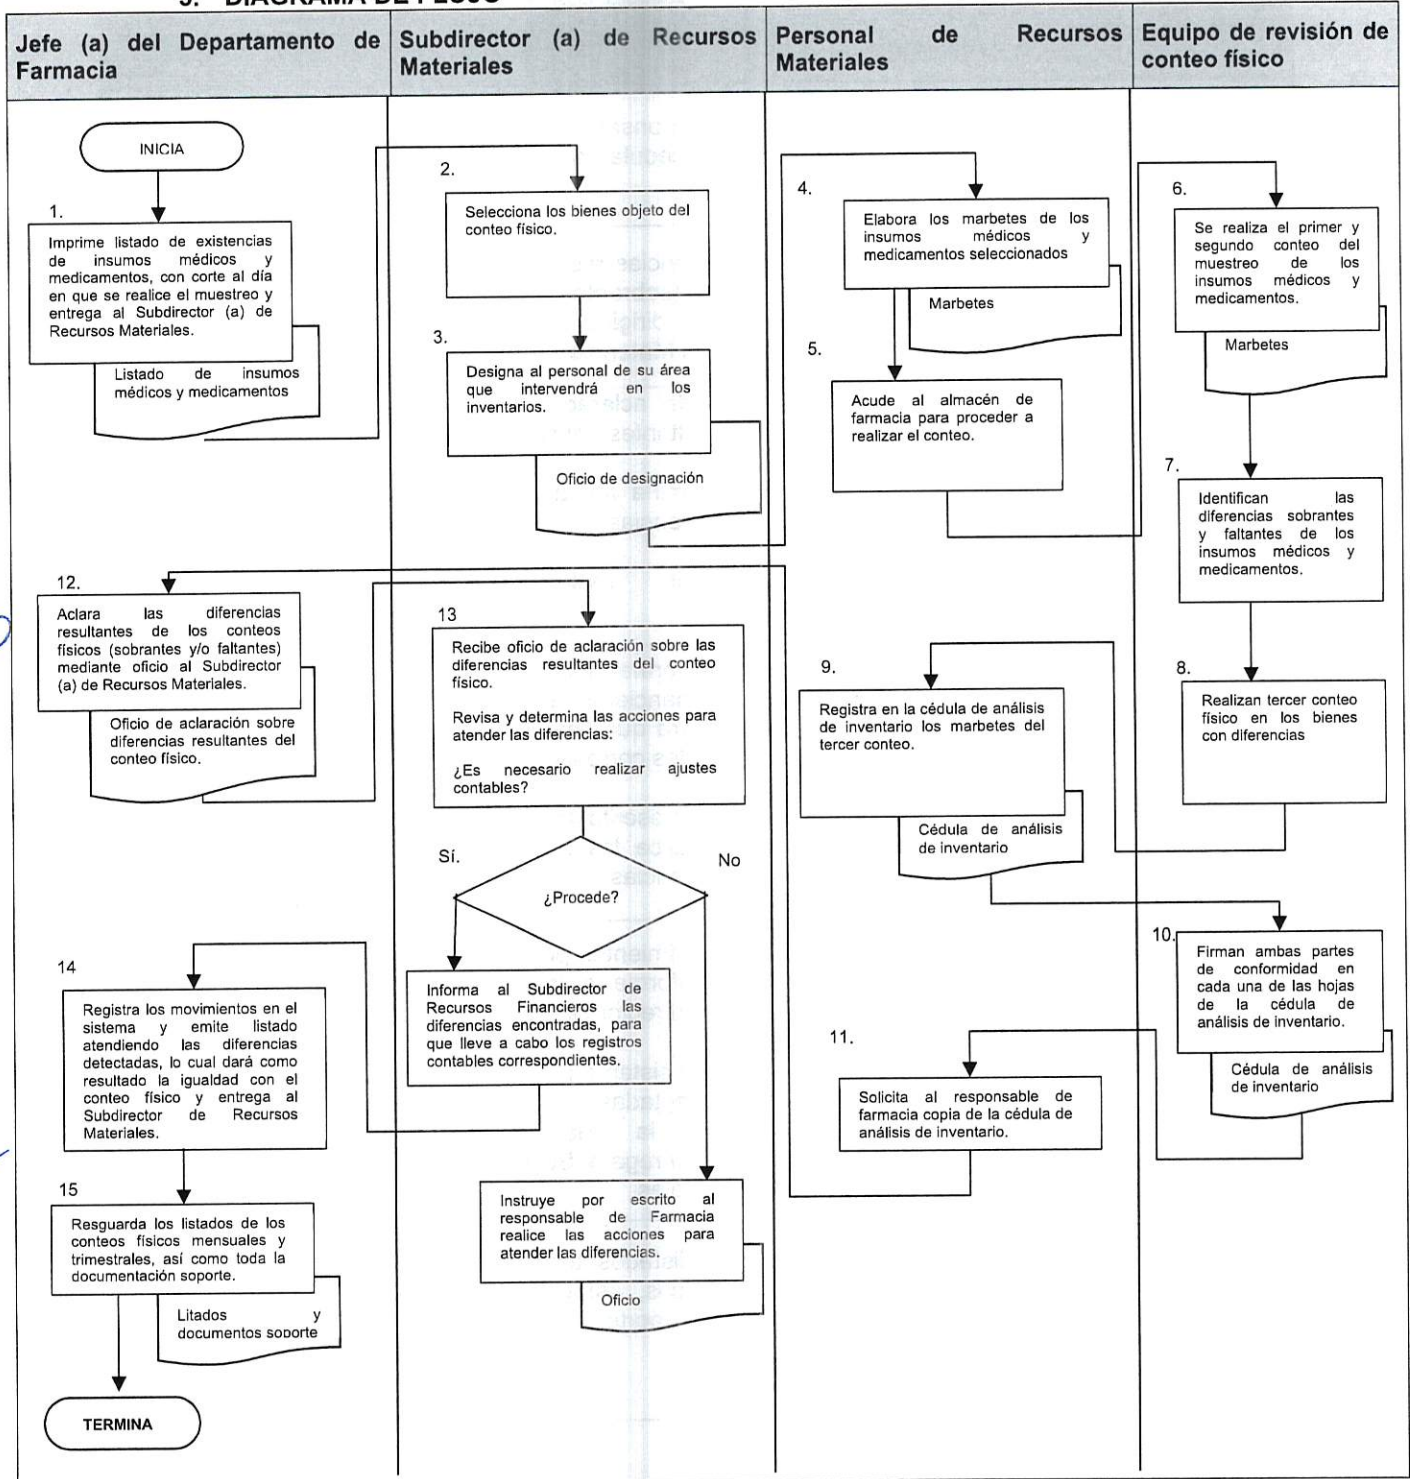 5. DIAGRAMA DE FLUJO
Jefe (a) del Departamento de
Farmacia
Subdirector (a) de Recursos
Materiales
Personal de Recursos
Materiales
Equipo de revisión de
conteo físico
INICIA
1.
Imprime listado de existencias
de insumos médicos y
medicamentos, con corte al día
en que se realice el muestreo y
entrega al Subdirector (a) de
Recursos Materiales.
Listado de insumos
médicos y medicamentos
2.
Selecciona los bienes objeto del
conteo físico.
3.
Designa al personal de su área
que intervendrá en los
inventarios.
Oficio de designación
4.
Elabora los marbetes de los
insumos médicos y
medicamentos seleccionados
Marbetes
5.
Acude al almacén de
farmacia para proceder a
realizar el conteo.
6.
Se realiza el primer y
segundo conteo del
muestreo de los
insumos médicos y
medicamentos.
Marbetes
7.
Identifican las
diferencias sobrantes
y faltantes de los
insumos médicos y
medicamentos.
8.
Realizan tercer conteo
físico en los bienes
con diferencias
9.
Registra en la cédula de análisis
de inventario los marbetes del
tercer conteo.
Cédula de análisis
de inventario
10.
Firman ambas partes
de conformidad en
cada una de las hojas
de la cédula de
análisis de inventario.
Cédula de análisis
de inventario
11.
Solicita al responsable de
farmacia copia de la cédula de
análisis de inventario.
12.
Aclara las diferencias
resultantes de los conteos
físicos (sobrantes y/o faltantes)
mediante oficio al Subdirector
(a) de Recursos Materiales.
Oficio de aclaración sobre
diferencias resultantes del
conteo físico.
13
Recibe oficio de aclaración sobre las
diferencias resultantes del conteo
físico.
Revisa y determina las acciones para
atender las diferencias:
¿Es necesario realizar ajustes
contables?
Sí.
No
¿Procede?
Informa al Subdirector de
Recursos Financieros las
diferencias encontradas, para
que lleve a cabo los registros
contables correspondientes.
Instruye por escrito al
responsable de Farmacia
realice las acciones para
atender las diferencias.
Oficio
14
Registra los movimientos en el
sistema y emite listado
atendiendo las diferencias
detectadas, lo cual dará como
resultado la igualdad con el
conteo físico y entrega al
Subdirector de Recursos
Materiales.
15
Resguarda los listados de los
conteos físicos mensuales y
trimestrales, así como toda la
documentación soporte.
Litados y
documentos soporte
TERMINA